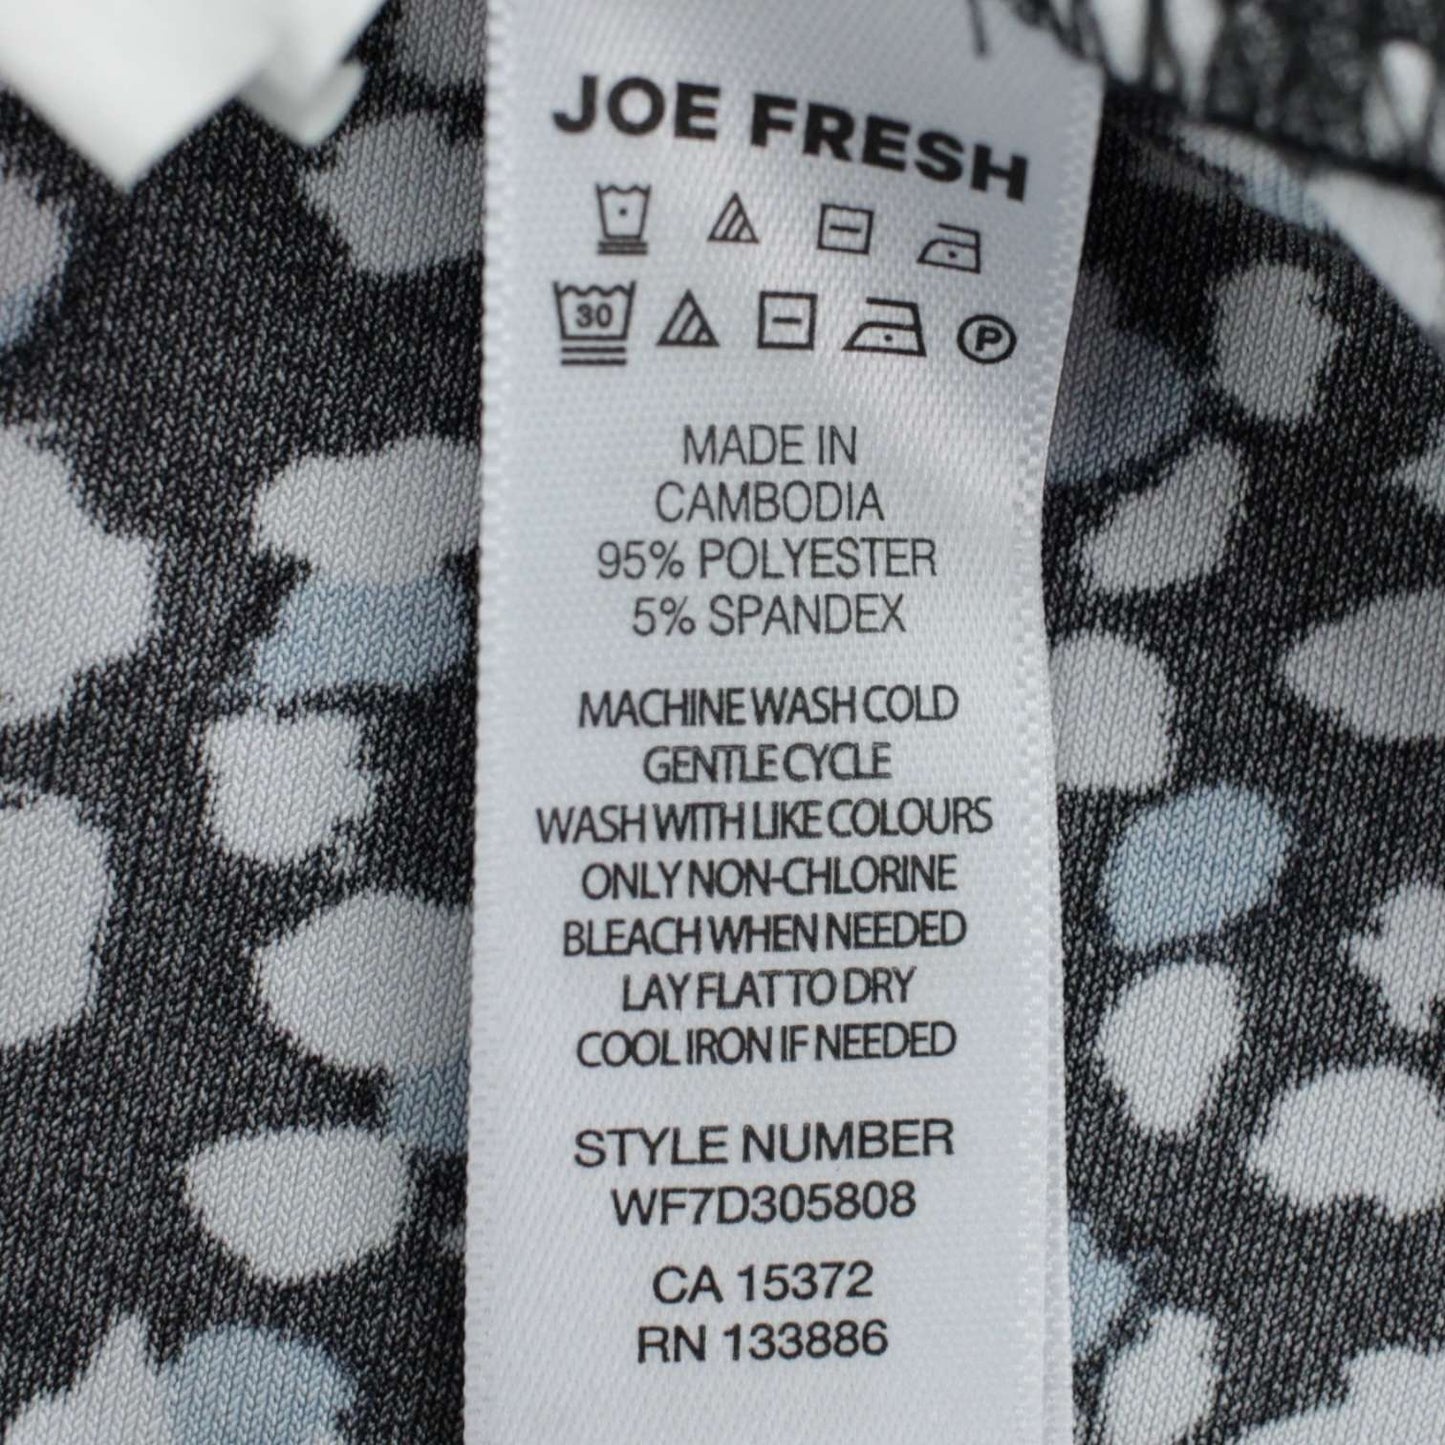 JOE FRESH
30
P
MADE IN
CAMBODIA
95% POLYESTER
5% SPANDEX
MACHINE WASH COLD
GENTLE CYCLE
WASH WITH LIKE COLOURS
ONLY NON-CHLORINE
BLEACH WHEN NEEDED
LAY FLAT TO DRY
COOL IRON IF NEEDED
STYLE NUMBER
WF7D305808
CA 15372
RN 133886